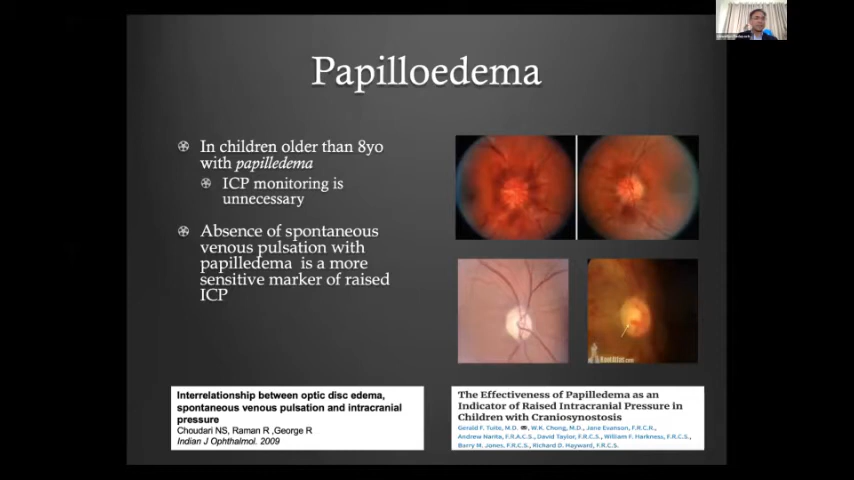 Papilloedema
In children older than 8yo
with papilledema
ICP monitoring is
unnecessary
Absence of spontaneous
venous pulsation with
papilledema is a more
sensitive marker of raised
ICP
Interrelationship between optic disc edema,
spontaneous venous pulsation and intracranial
pressure
Choudari NS, Raman R ,George R
Indian J Ophthalmol. 2009
The Effectiveness of Papilledema as an
Indicator of Raised Intracranial Pressure in
Children with Craniosynostosis
Gerald F. Tuite, M.D. W.K. Chong, M.D., Jane Evanson, F.R.C.R.,
Andrew Narita, F.R.A.C.S., David Taylor, F.R.C.S., William F. Harkness, F.R.C.S.,
Barry M. Jones, F.R.C.S., Richard D. Hayward, F.R.C.S.